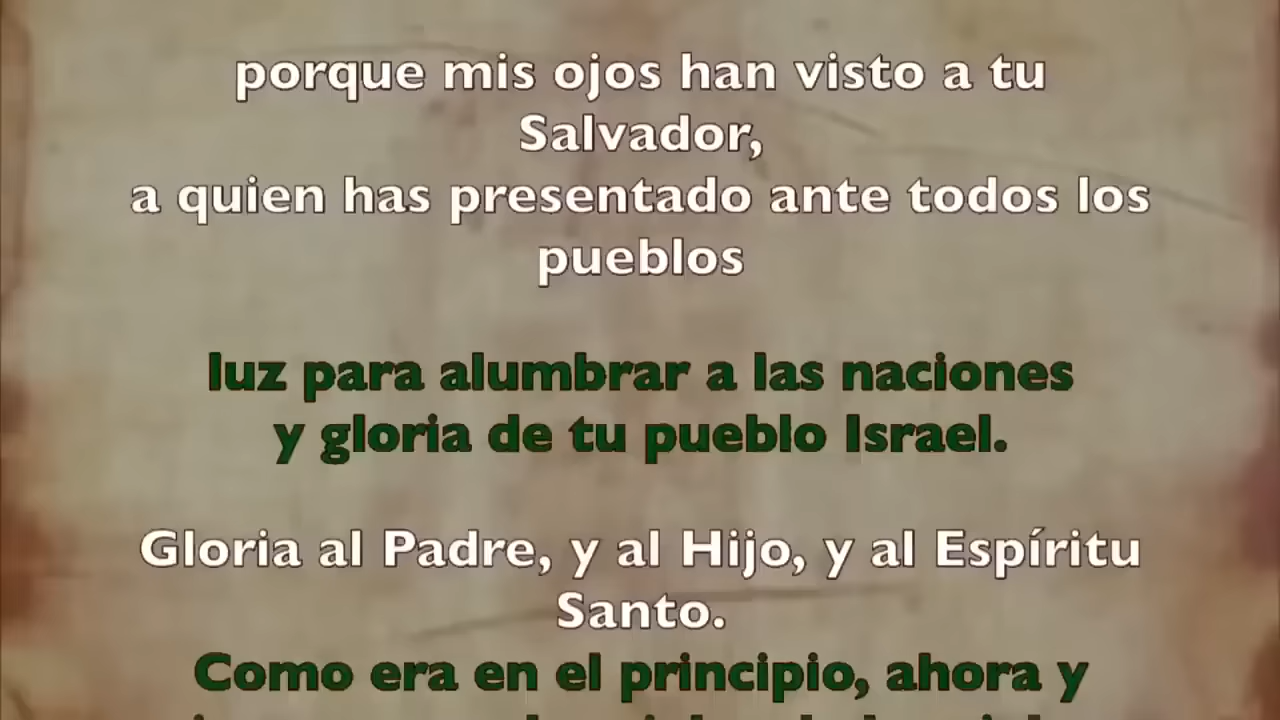 porque mis ojos han visto a tu
Salvador,
a quien has presentado ante todos los
pueblos
luz para alumbrar a las naciones
y gloria de tu pueblo Israel.
Gloria al Padre, y al Hijo, y al Espíritu
Santo.
Como era en el principio, ahora y